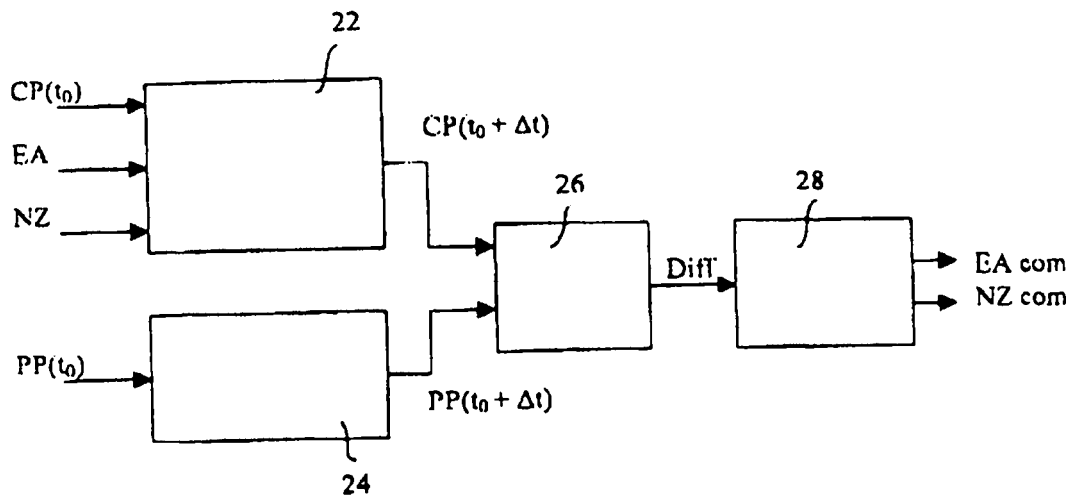 22
CP(t₀)
EA
NZ
CP(t₀ + Δt)
26
28
Diff
EA com
NZ com
PP(t₀)
PP(t₀ + Δt)
24